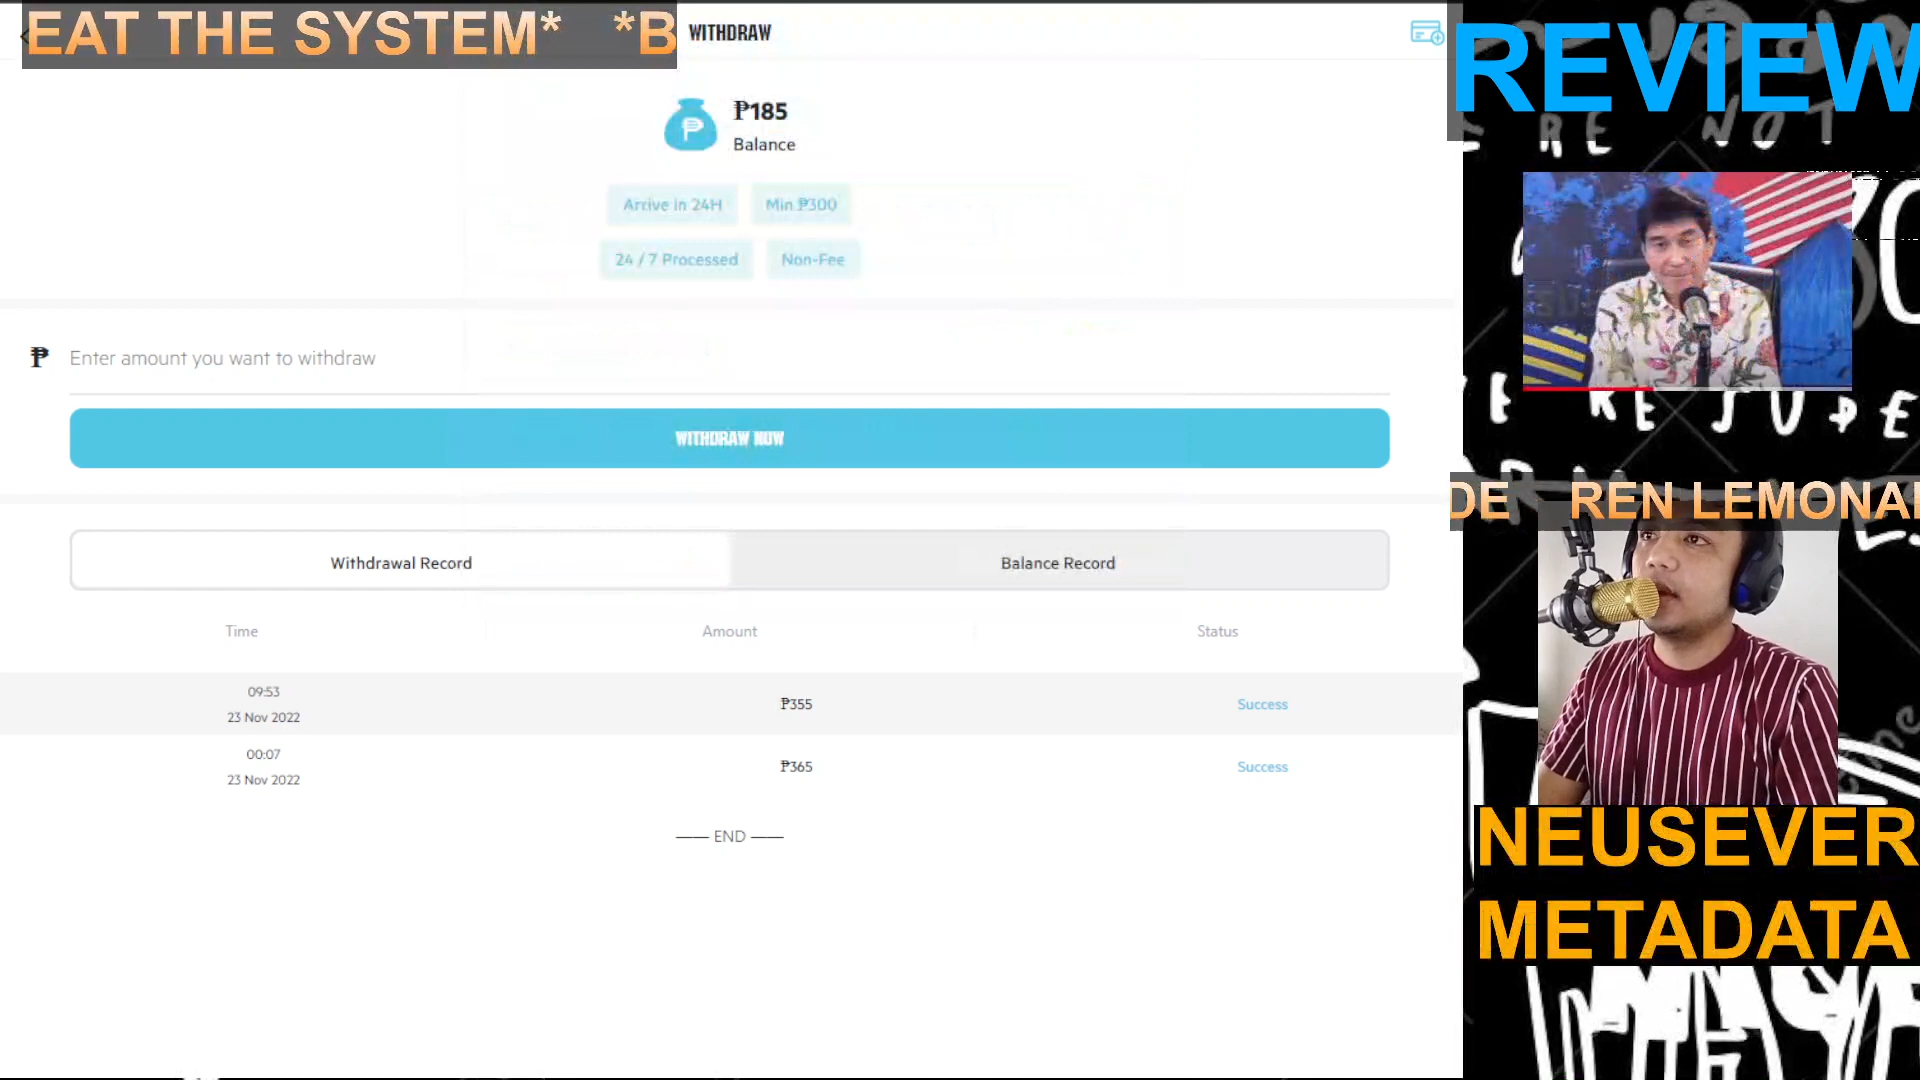 EAT THE SYSTEM* *B
WITHDRAW
REVIEW
₱185
Balance
Arrive in 24H
Min ₱300
24 / 7 Processed
Non-Fee
RE NOT
₱ Enter amount you want to withdraw
WITHDRAW NOW
DE REN LEMONA
Withdrawal Record
Balance Record
Time
Amount
Status
09:53
23 Nov 2022
₱355
Success
00:07
23 Nov 2022
₱365
Success
—— END ——
NEUSEVER
METADATA